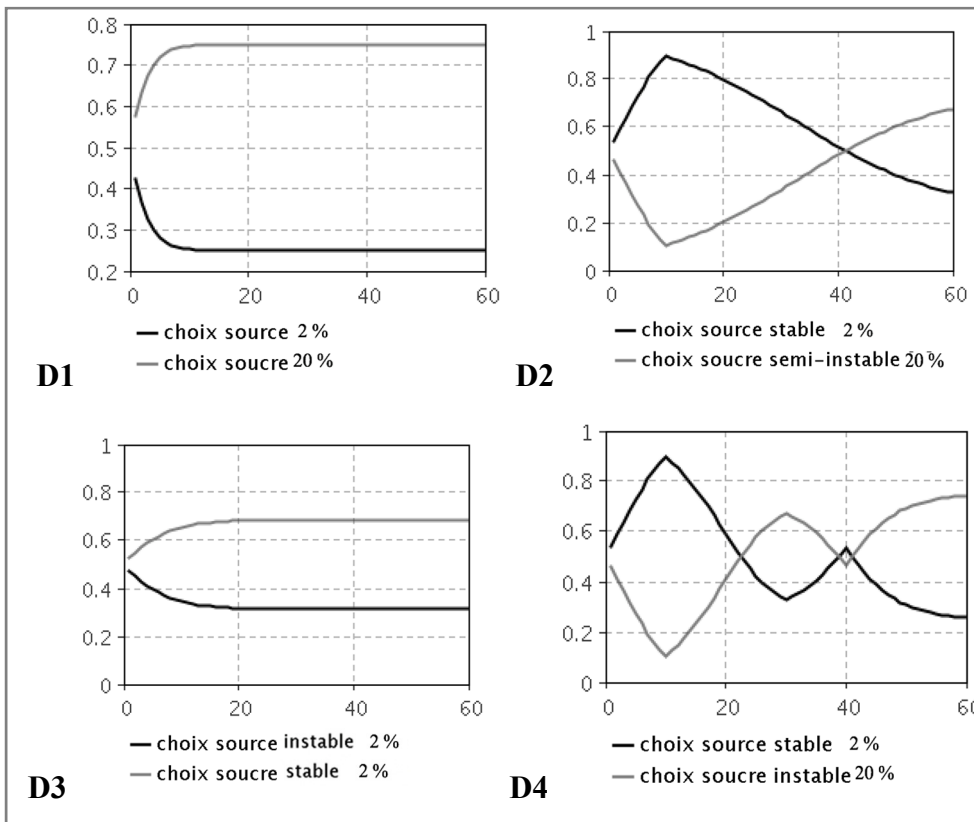 0.8
0.7
0.6
0.5
0.4
0.3
0.2
0 20 40 60
choix source 2 %
choix soucre 20 %
D1
1
0.8
0.6
0.4
0.2
0
0 20 40 60
choix source stable 2 %
choix soucre semi-instable 20 %
D2
1
0.8
0.6
0.4
0.2
0
0 20 40 60
choix source instable 2 %
choix soucre stable 2 %
D3
1
0.8
0.6
0.4
0.2
0
0 20 40 60
choix source stable 2 %
choix soucre instable 20 %
D4